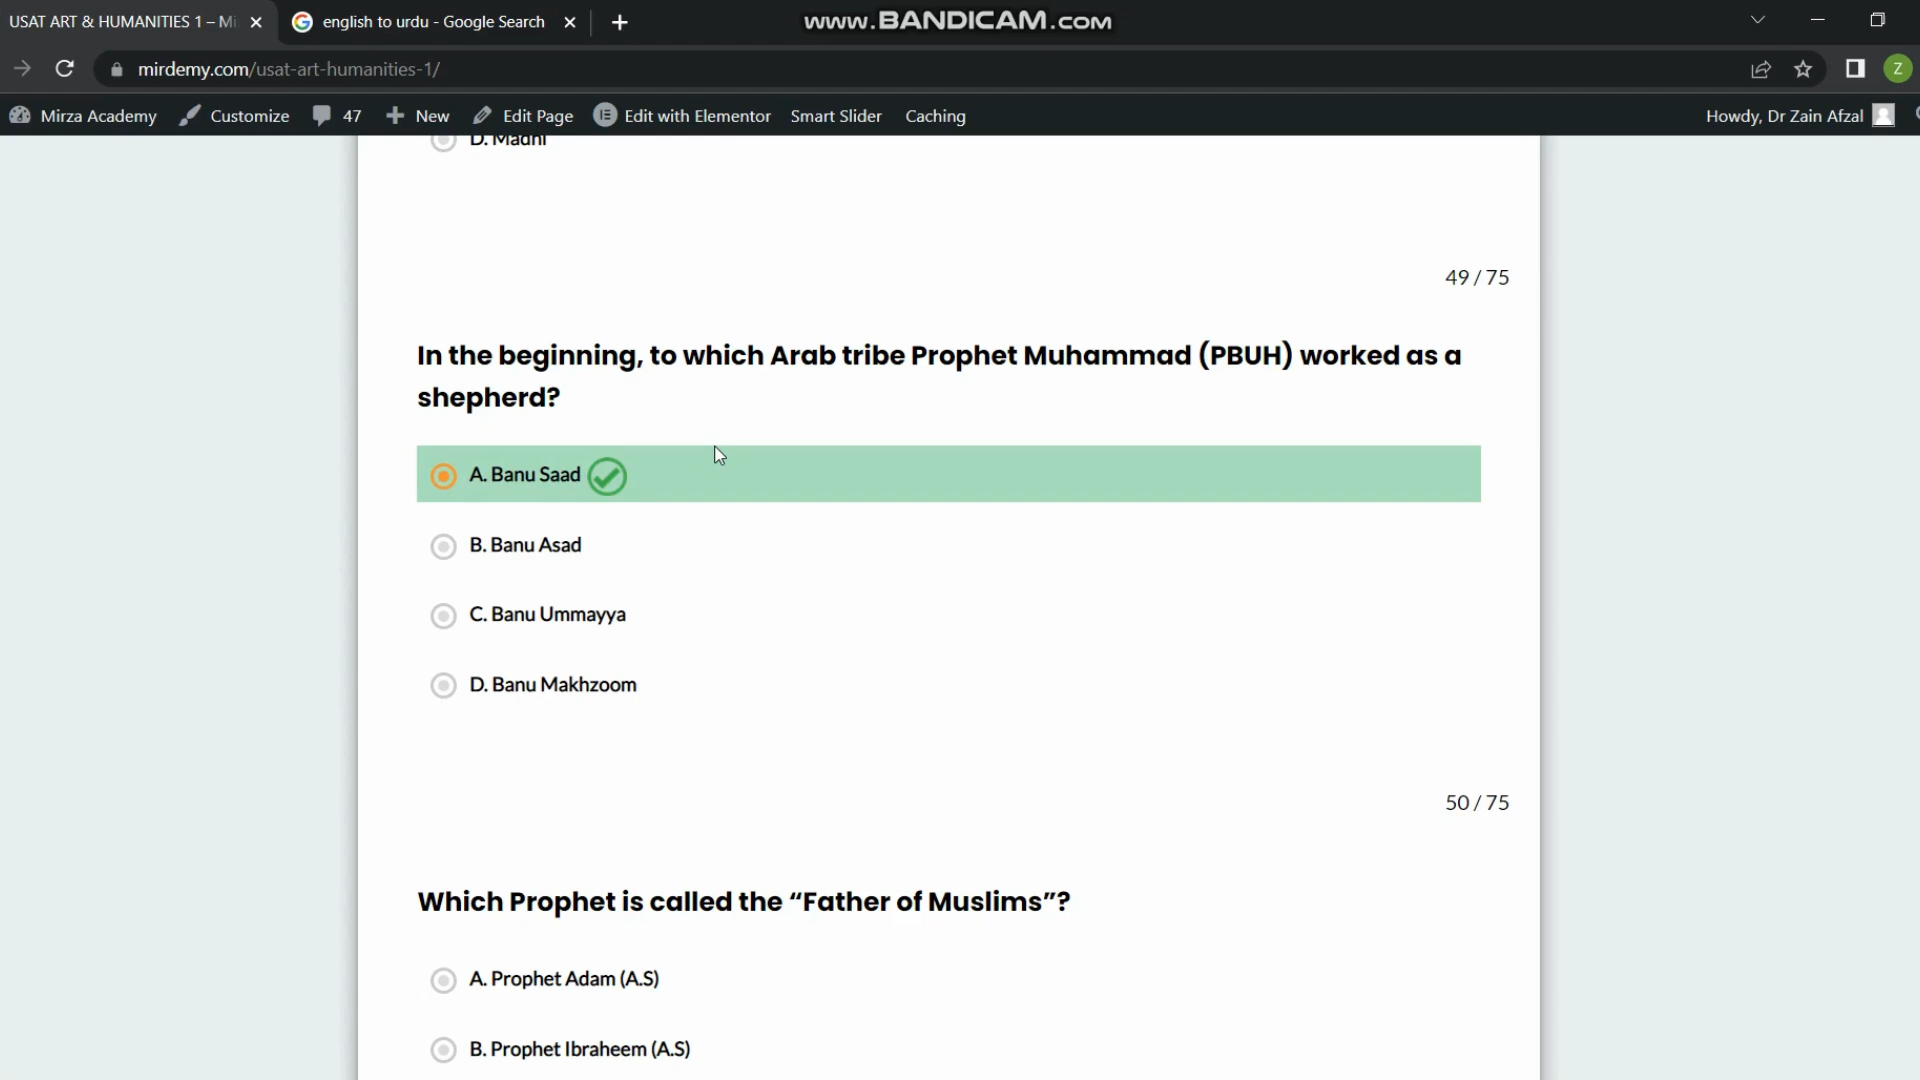 USAT ART & HUMANITIES 1 – Mi
english to urdu - Google Search
www.BANDICAM.com
mirdemy.com/usat-art-humanities-1/
Z
Mirza Academy
Customize
47
New
Edit Page
Edit with Elementor
Smart Slider
Caching
Howdy, Dr Zain Afzal
D. Madni
49 / 75
In the beginning, to which Arab tribe Prophet Muhammad (PBUH) worked as a
shepherd?
A. Banu Saad
B. Banu Asad
C. Banu Ummayya
D. Banu Makhzoom
50 / 75
Which Prophet is called the “Father of Muslims”?
A. Prophet Adam (A.S)
B. Prophet Ibraheem (A.S)